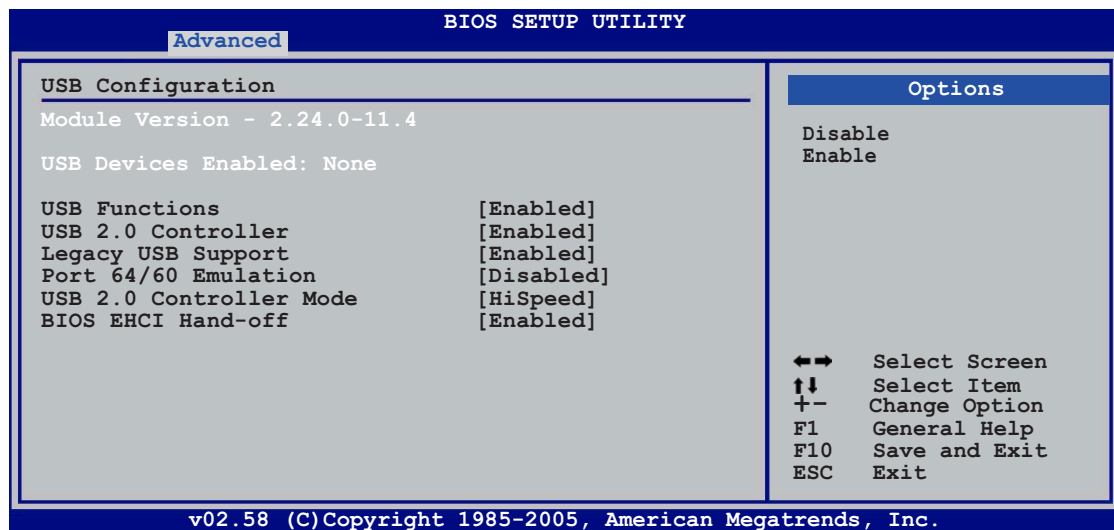 BIOS SETUP UTILITY
Advanced
USB Configuration
Module Version - 2.24.0-11.4
USB Devices Enabled: None
USB Functions [Enabled]
USB 2.0 Controller [Enabled]
Legacy USB Support [Enabled]
Port 64/60 Emulation [Disabled]
USB 2.0 Controller Mode [HiSpeed]
BIOS EHCI Hand-off [Enabled]
Options
Disable
Enable
←→ Select Screen
↑↓ Select Item
+- Change Option
F1 General Help
F10 Save and Exit
ESC Exit
v02.58 (C)Copyright 1985-2005, American Megatrends, Inc.